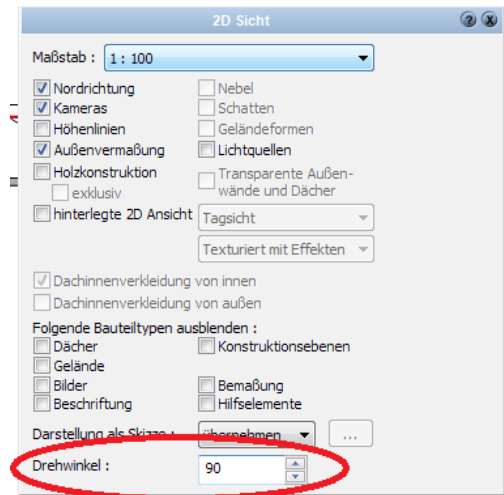 2D Sicht
Maßstab : 1 : 100
Nordrichtung Nebel
Kameras Schatten
Höhenlinien Geländeformen
Außenvermaßung Lichtquellen
Holzkonstruktion Transparente Außen-
exklusiv wände und Dächer
hinterlegte 2D Ansicht Tagsicht
Texturiert mit Effekten
Dachinnenverkleidung von innen
Dachinnenverkleidung von außen
Folgende Bauteiltypen ausblenden :
Dächer Konstruktionsebenen
Gelände
Bilder Bemaßung
Beschriftung Hilfselemente
Darstellung als Skizze : übernehmen ...
Drehwinkel : 90